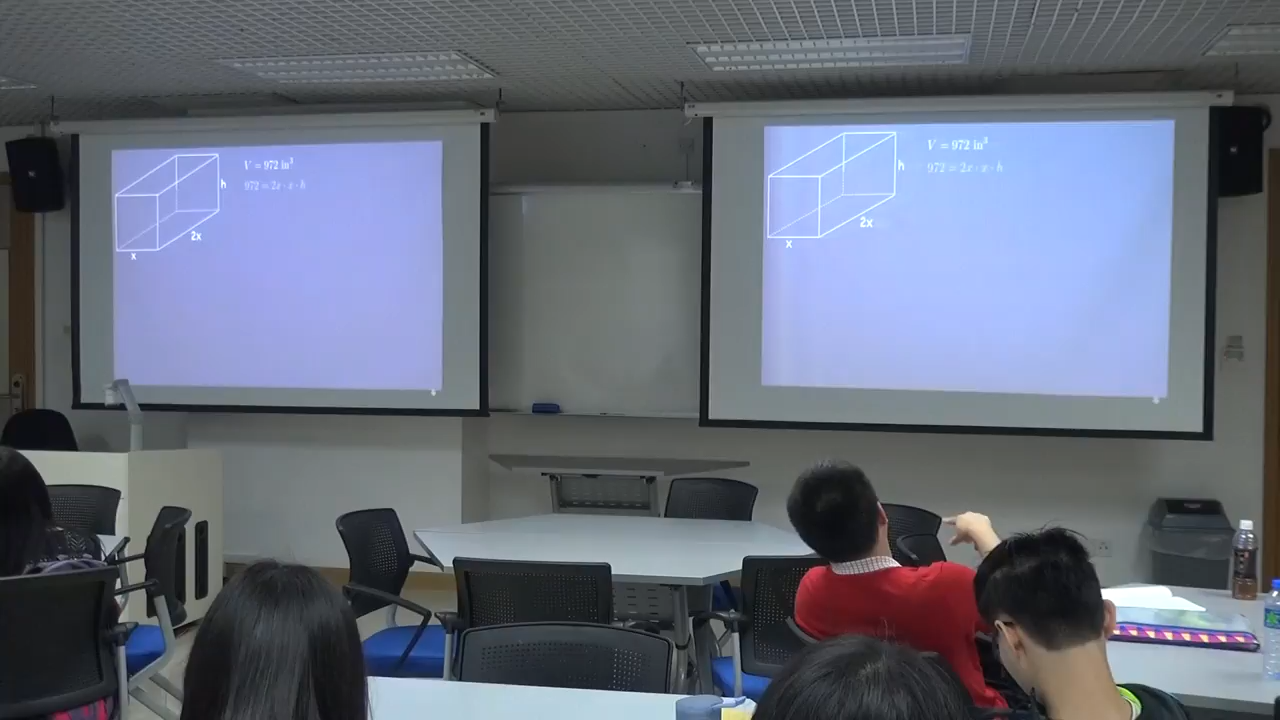 V = 972 in³
972 = 2x · x · h
h
2x
x
V = 972 in³
972 = 2x · x · h
h
2x
x